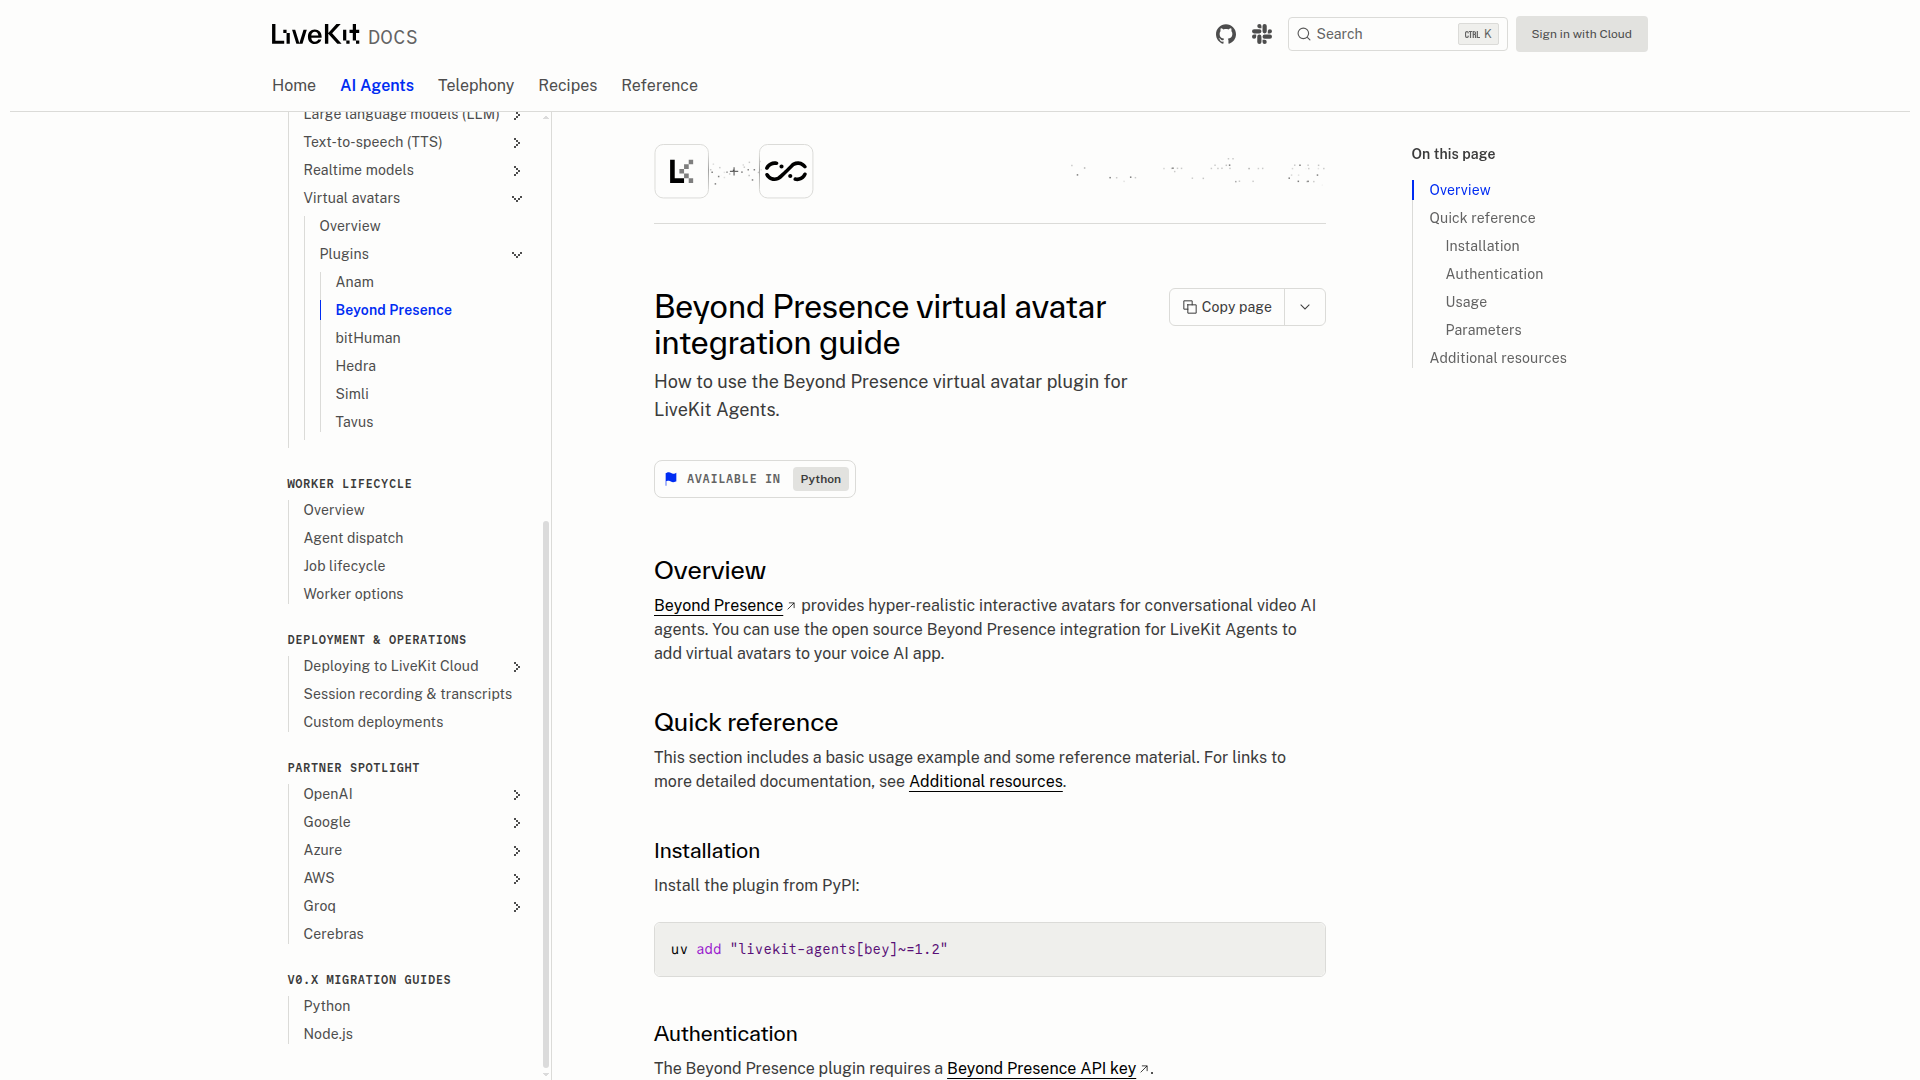 LiveKit DOCS
Search
CTRL K
Sign in with Cloud
Home
AI Agents
Telephony
Recipes
Reference
Large language models (LLM)
Text-to-speech (TTS)
Realtime models
Virtual avatars
Overview
Plugins
Anam
Beyond Presence
bitHuman
Hedra
Simli
Tavus
WORKER LIFECYCLE
Overview
Agent dispatch
Job lifecycle
Worker options
DEPLOYMENT & OPERATIONS
Deploying to LiveKit Cloud
Session recording & transcripts
Custom deployments
PARTNER SPOTLIGHT
OpenAI
Google
Azure
AWS
Groq
Cerebras
V0.X MIGRATION GUIDES
Python
Node.js
Beyond Presence virtual avatar
integration guide
Copy page
How to use the Beyond Presence virtual avatar plugin for
LiveKit Agents.
AVAILABLE IN Python
Overview
Beyond Presence provides hyper-realistic interactive avatars for conversational video AI
agents. You can use the open source Beyond Presence integration for LiveKit Agents to
add virtual avatars to your voice AI app.
Quick reference
This section includes a basic usage example and some reference material. For links to
more detailed documentation, see Additional resources.
Installation
Install the plugin from PyPI:
uv add "livekit-agents[bey]~=1.2"
Authentication
The Beyond Presence plugin requires a Beyond Presence API key.
On this page
Overview
Quick reference
Installation
Authentication
Usage
Parameters
Additional resources